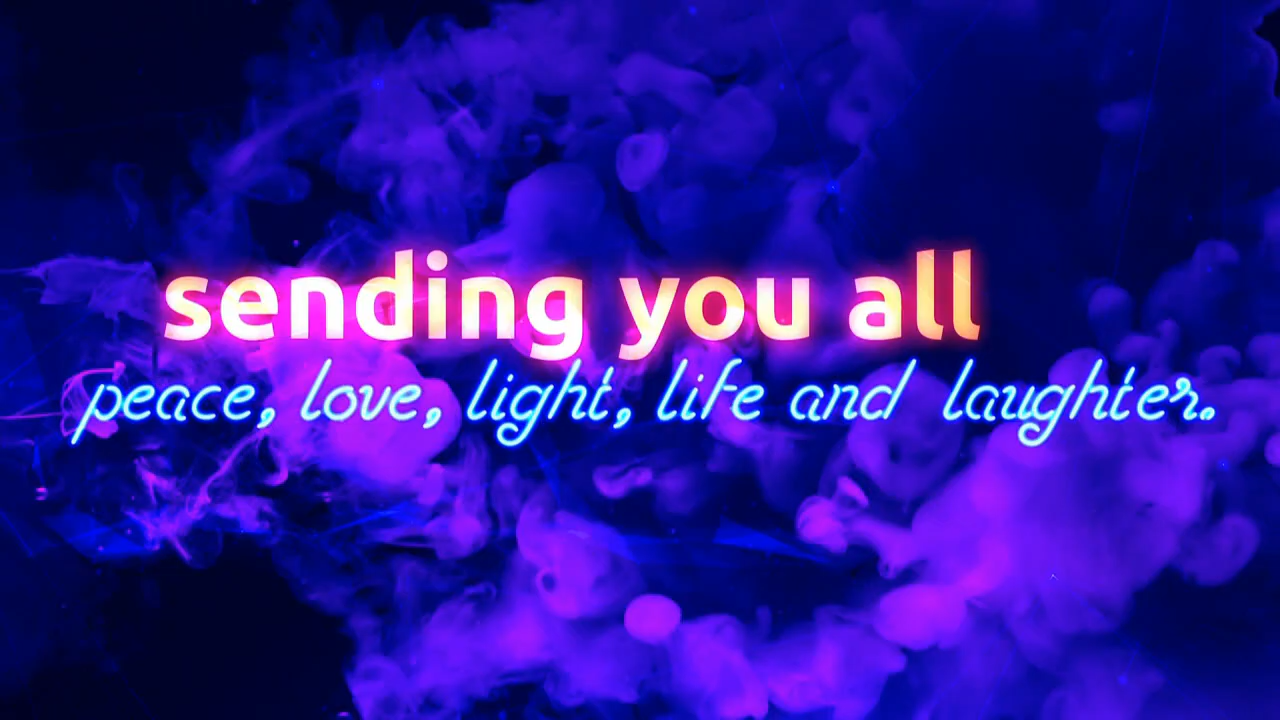 sending you all
peace, love, light, life and laughter.